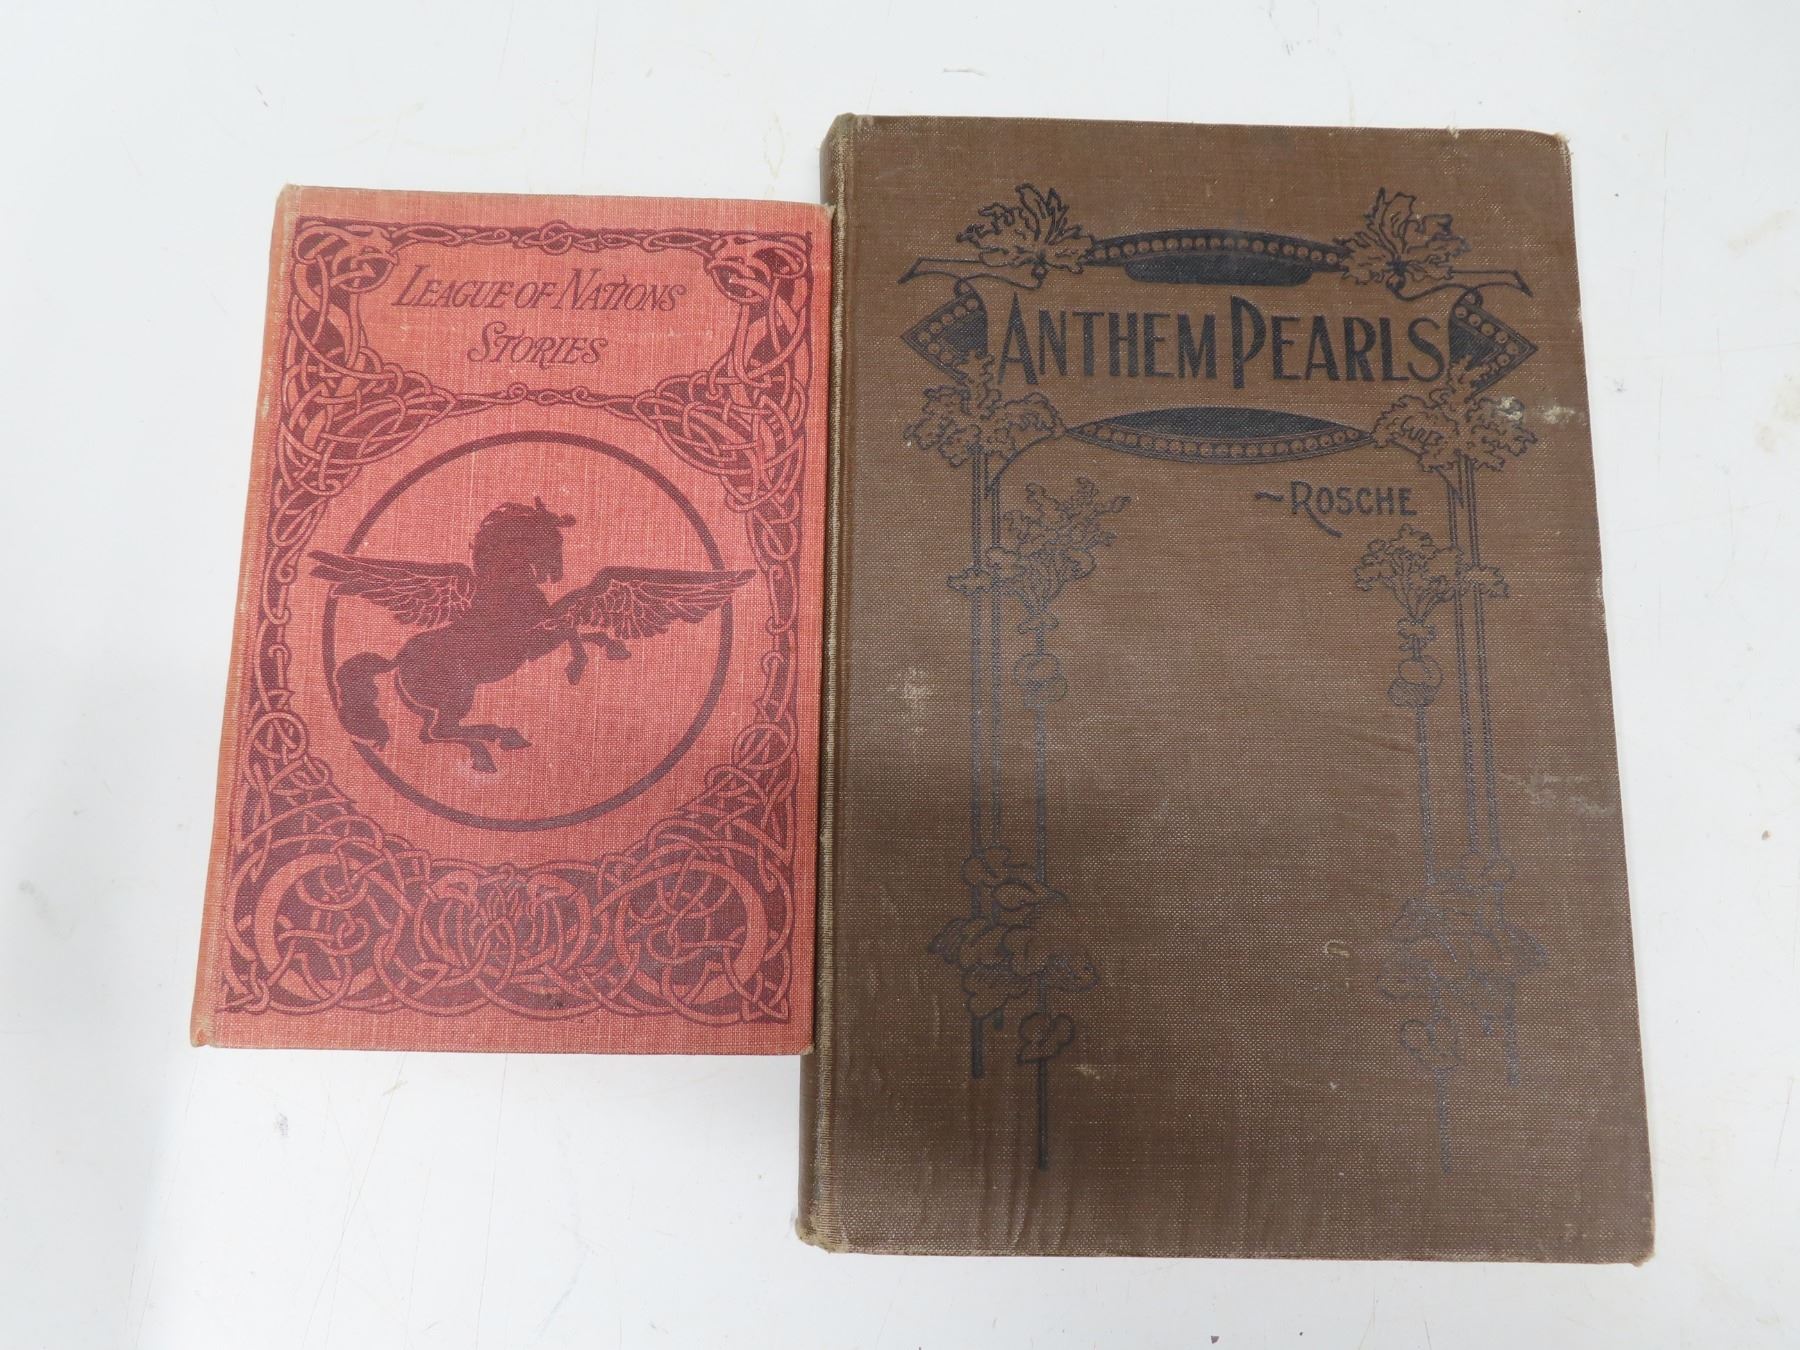 LEAGUE OF NATIONS
STORIES
ANTHEM PEARLS
~ROSCHE